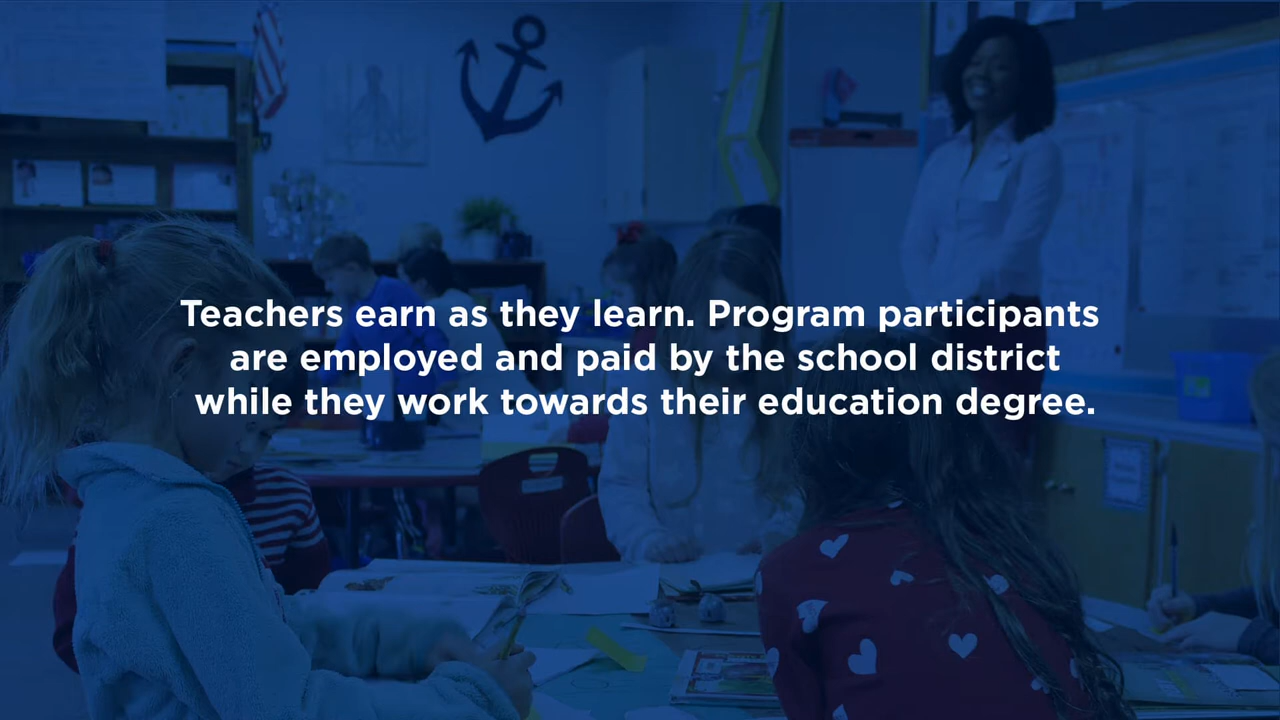 Teachers earn as they learn. Program participants
are employed and paid by the school district
while they work towards their education degree.